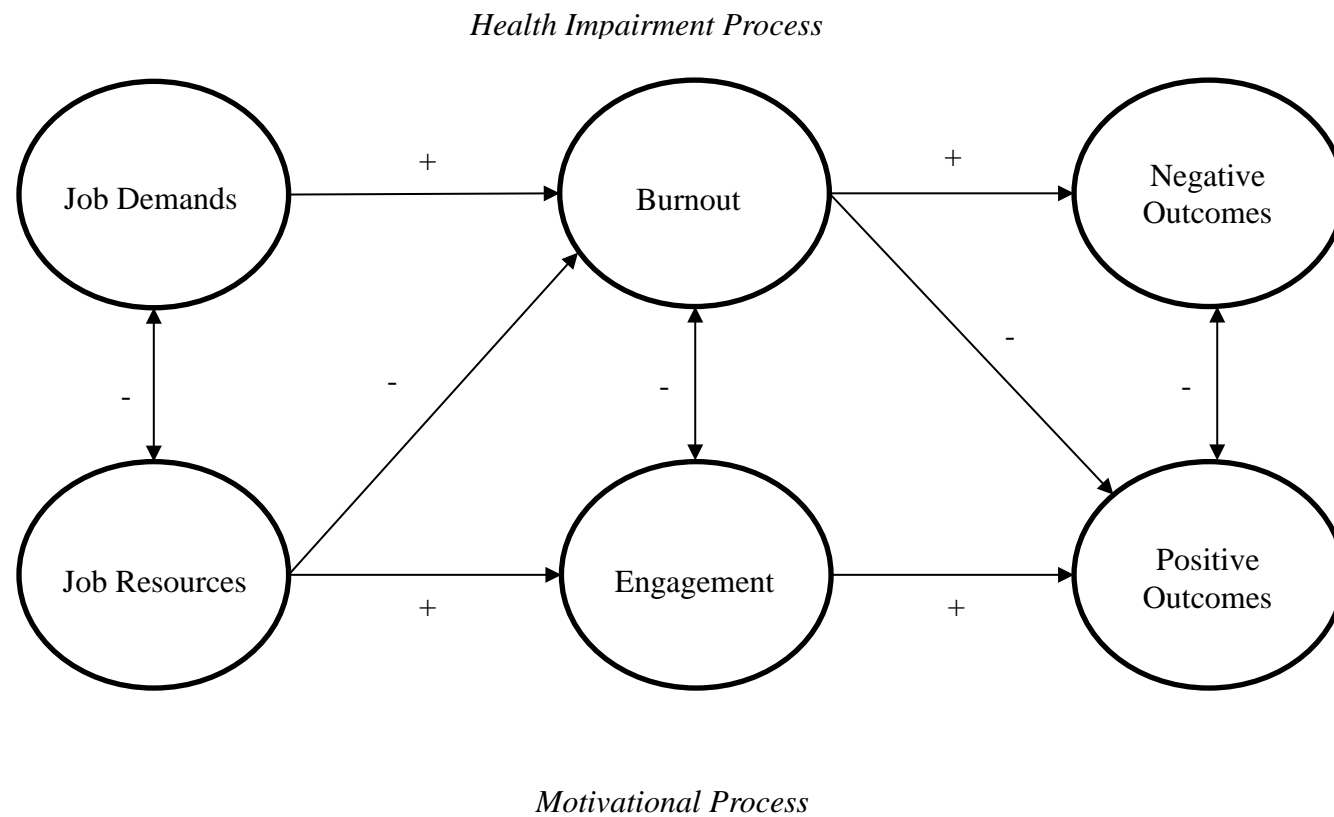 Health Impairment Process
+
+
Job Demands
Burnout
Negative
Outcomes
-
-
-
-
-
Job Resources
Engagement
Positive
Outcomes
+
+
Motivational Process